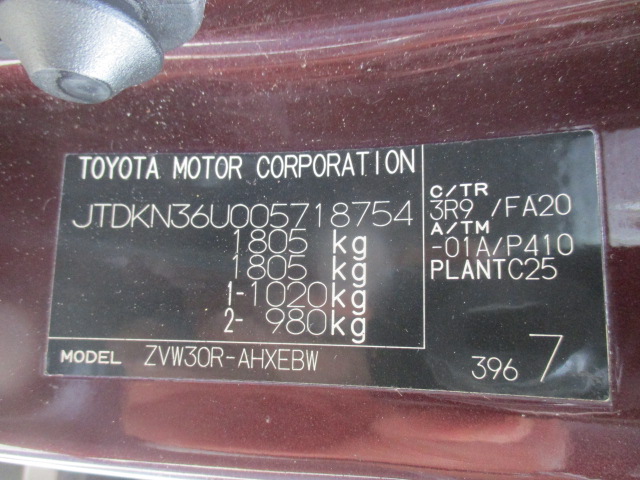 TOYOTA MOTOR CORPORATION
JTDKN36U005718754
1805 kg
1805 kg
1-1020kg
2- 980kg
MODEL ZVW30R-AHXEBW
C/TR
3R9 /FA20
A/TM
-01A/P410
PLANTC25
396 7